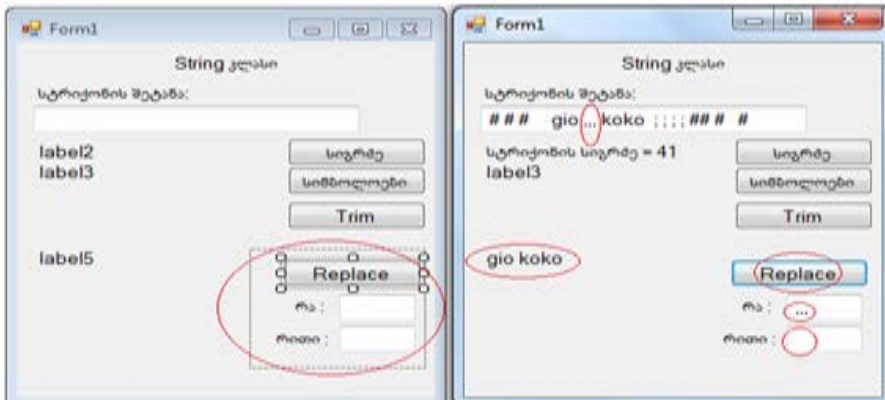 Form1
String კლასი
სტრიქონის შეტანა:
label2
სიგრძე
label3
სიმბოლოები
Trim
label5
Replace
რა :
რითი :
Form1
String კლასი
სტრიქონის შეტანა:
# # # gio ... koko ; ; ; ; ## # #
სტრიქონის სიგრძე = 41
სიგრძე
label3
სიმბოლოები
Trim
gio koko
Replace
რა : ...
რითი :